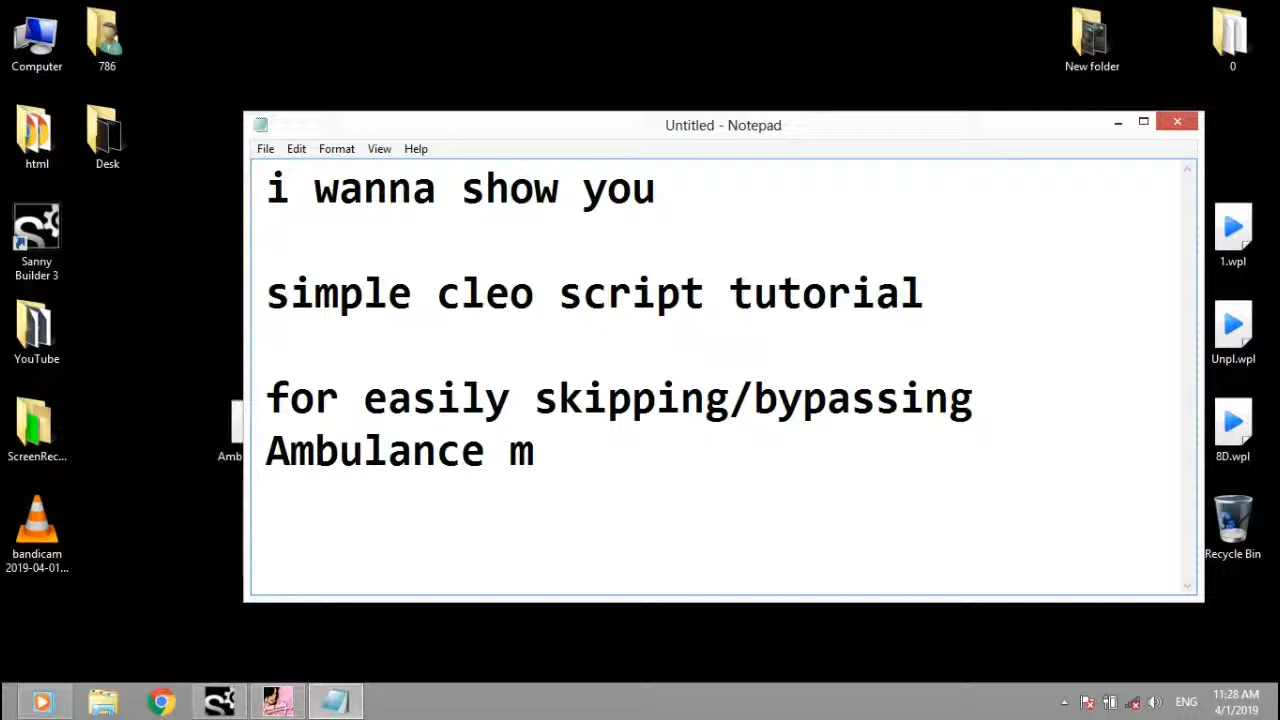 Computer
786
New folder
0
Untitled - Notepad
File Edit Format View Help
i wanna show you
simple cleo script tutorial
for easily skipping/bypassing
Ambulance m
html
Desk
Sanny
Builder 3
1.wpl
YouTube
Unpl.wpl
ScreenRec...
Amb
8D.wpl
bandicam
2019-04-01...
Recycle Bin
ENG
11:28 AM
4/1/2019